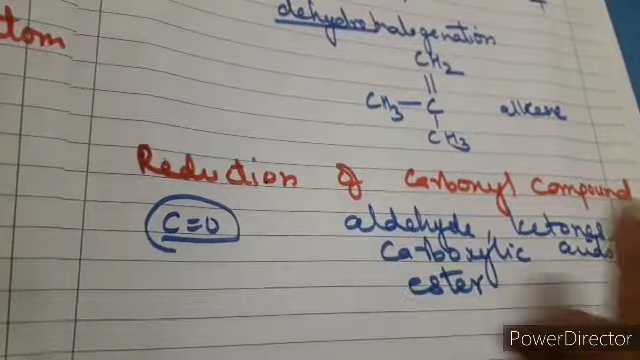 tom
dehydrohalogenation
CH2
||
CH3—C alkene
|
CH3
Reduction of Carbonyl Compound
C=O aldehyde, ketones,
Carboxylic acids
ester
PowerDirector